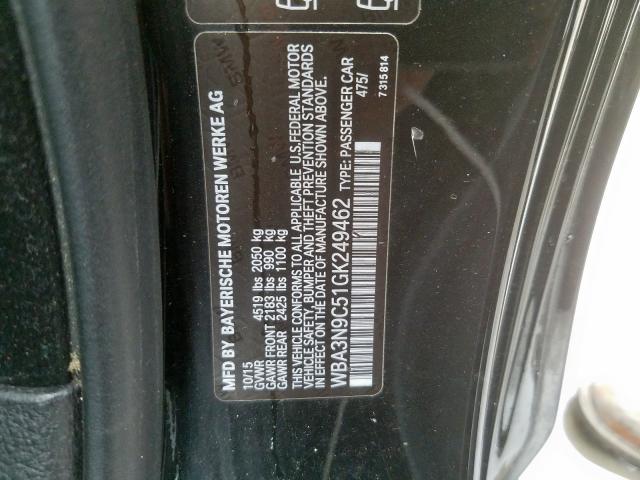 MFD BY BAYERISCHE MOTOREN WERKE AG
10/15
GVWR 4519 lbs 2050 kg
GAWR FRONT 2183 lbs 990 kg
GAWR REAR 2425 lbs 1100 kg
THIS VEHICLE CONFORMS TO ALL APPLICABLE U.S.FEDERAL MOTOR
VEHICLE SAFETY, BUMPER AND THEFT PREVENTION STANDARDS
IN EFFECT ON THE DATE OF MANUFACTURE SHOWN ABOVE.
WBA3N9C51GK249462 TYPE: PASSENGER CAR
475/
7 315 814